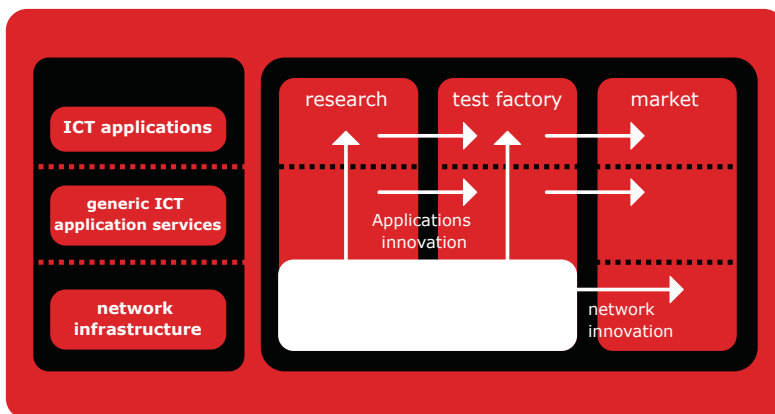 research
test factory
market
ICT applications
generic ICT
application services
network
infrastructure
Applications
innovation
network
innovation